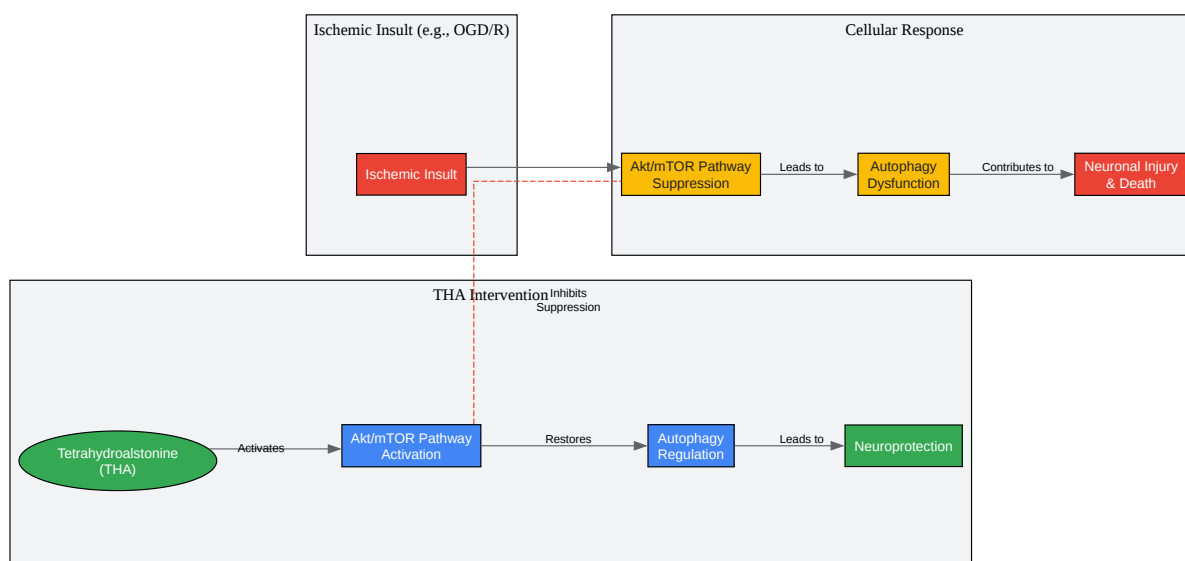 Ischemic Insult (e.g., OGD/R)
Cellular Response
Ischemic Insult
Akt/mTOR Pathway
Suppression
Leads to
Autophagy
Dysfunction
Contributes to
Neuronal Injury
& Death
THA Intervention
Inhibits
Suppression
Tetrahydroalstonine
(THA)
Activates
Akt/mTOR Pathway
Activation
Restores
Autophagy
Regulation
Leads to
Neuroprotection